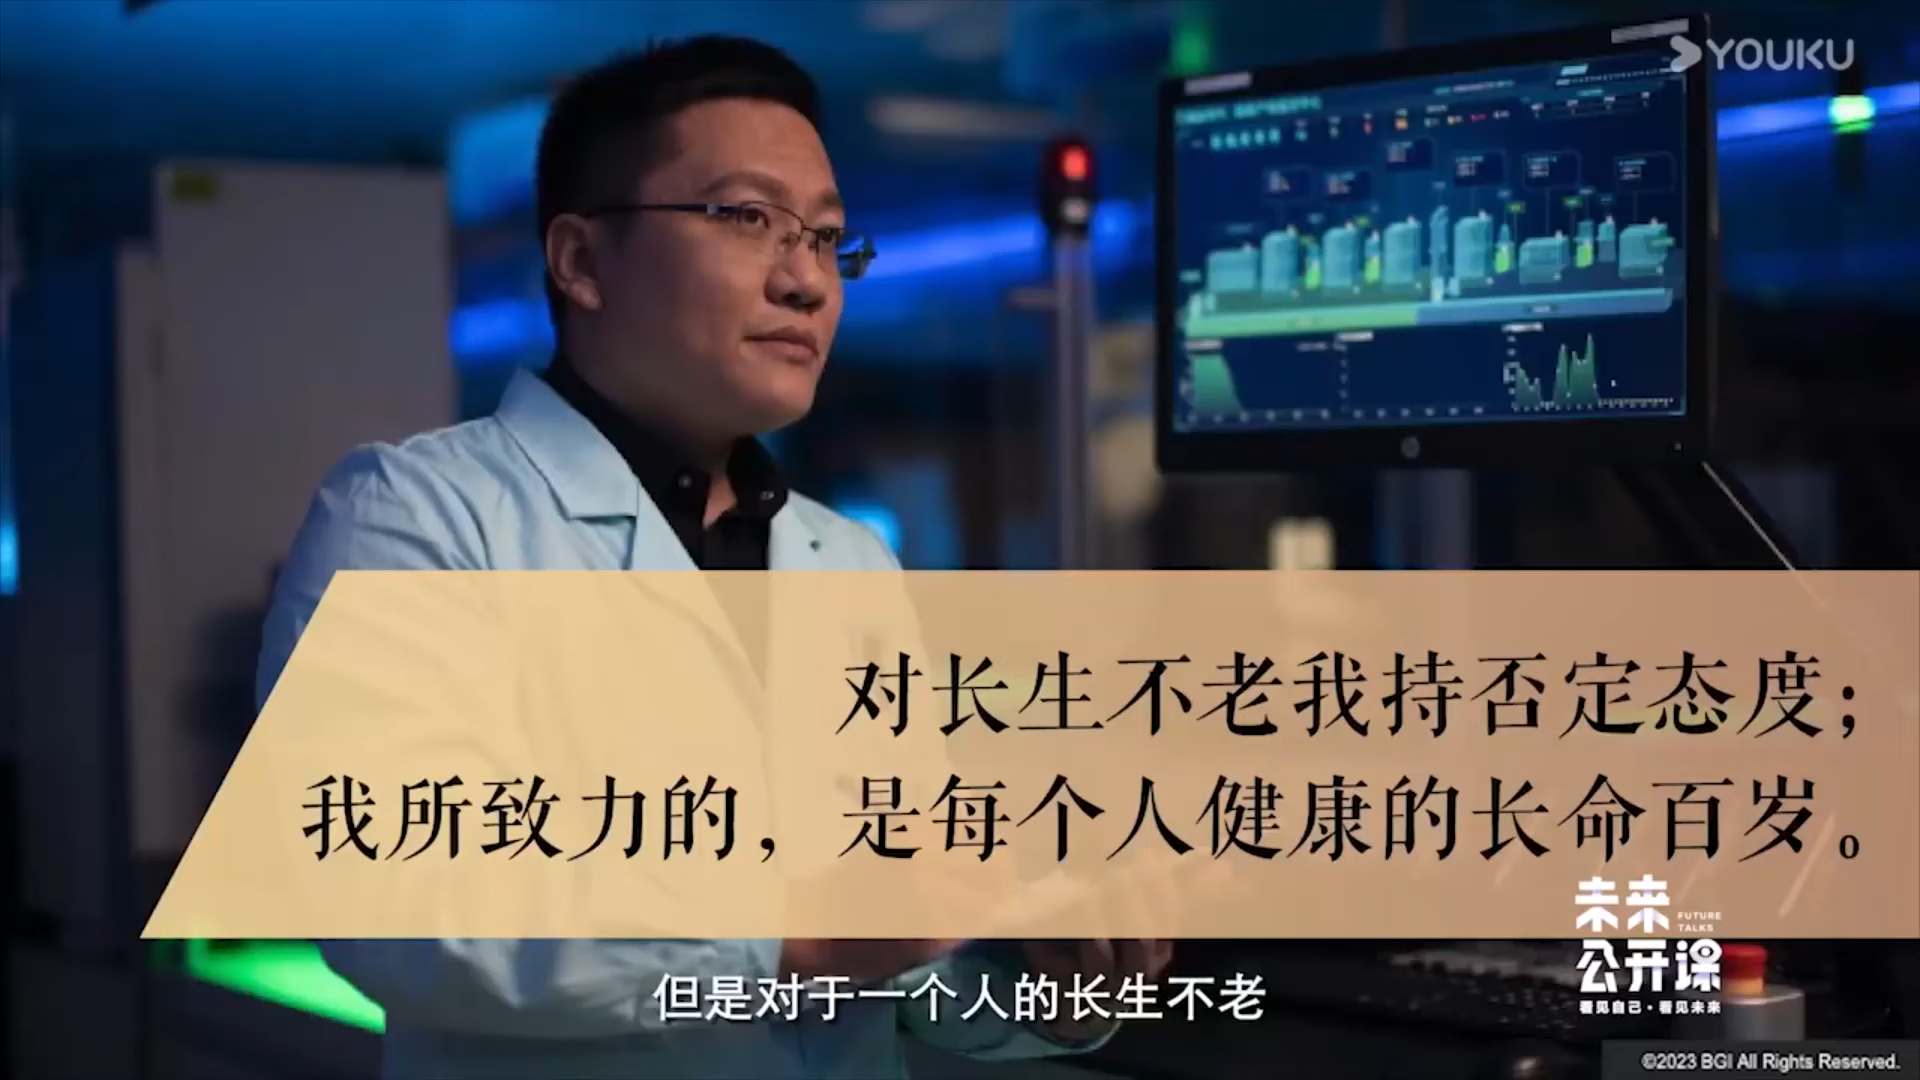 YOUKU
对长生不老我持否定态度；
我所致力的，是每个人健康的长命百岁。
未来
FUTURE
TALKS
公开课
看见自己·看见未来
但是对于一个人的长生不老
©2023 BGI All Rights Reserved.